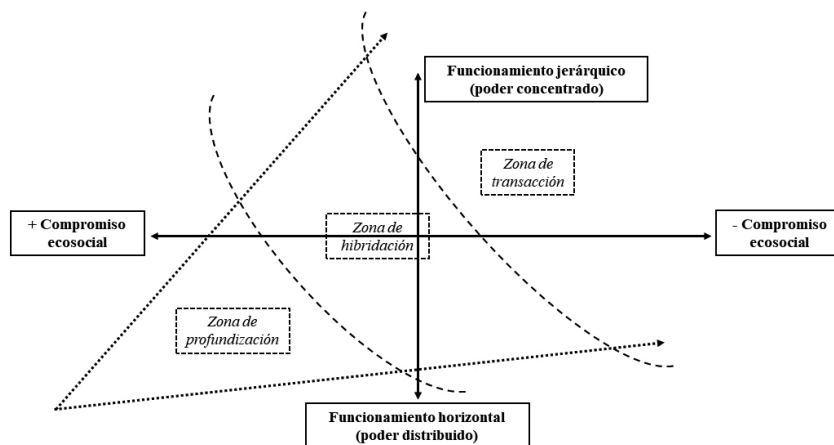 Funcionamiento jerárquico
(poder concentrado)
Zona de
transacción
+ Compromiso
ecosocial
Zona de
hibridación
- Compromiso
ecosocial
Zona de
profundización
Funcionamiento horizontal
(poder distribuido)